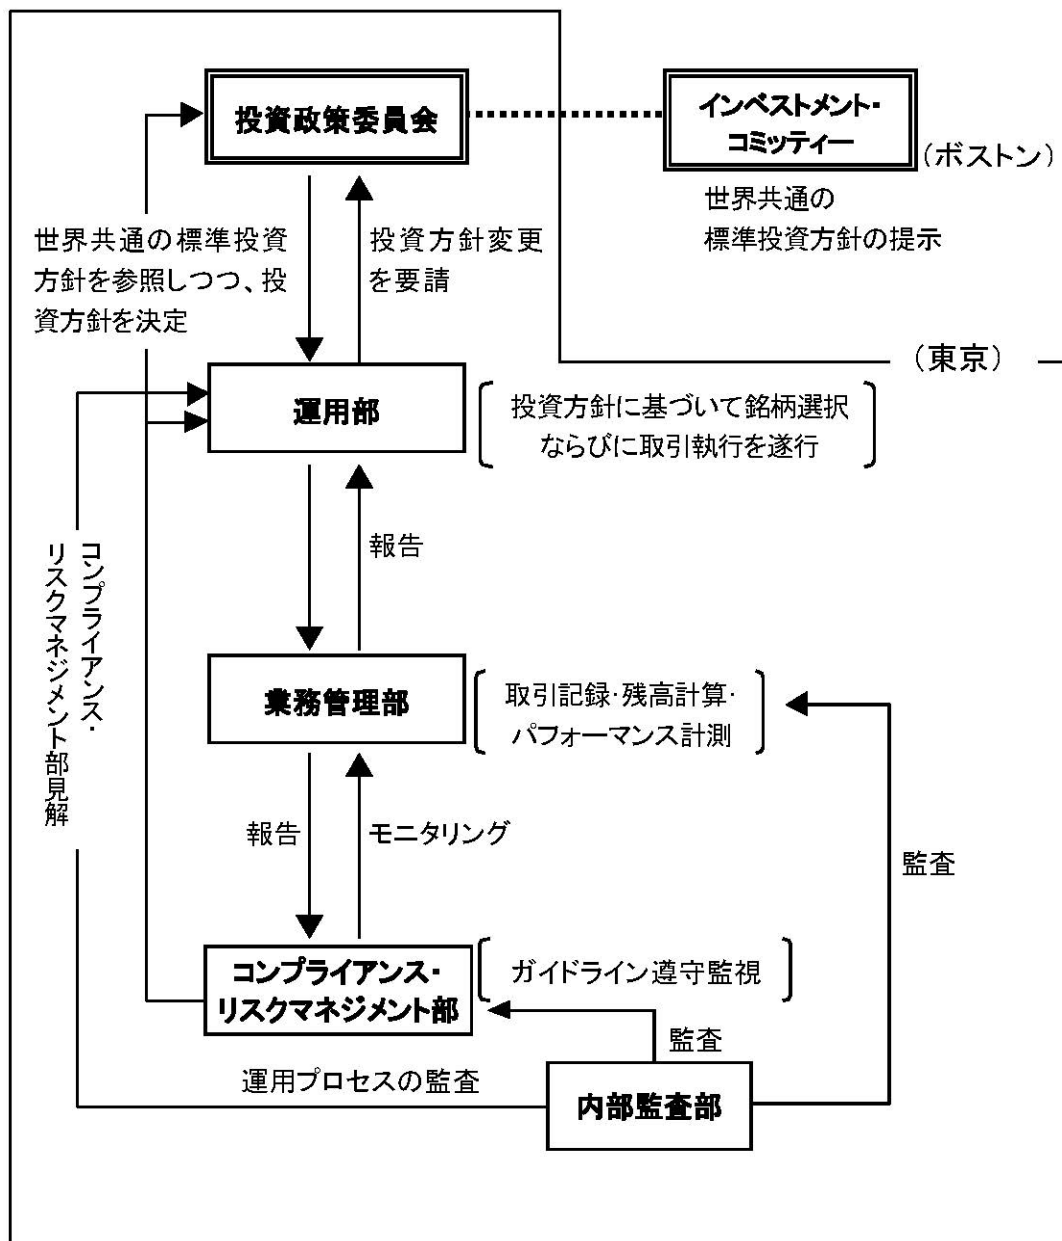 投資政策委員会
インベストメント・
コミッティー
（ボストン）
世界共通の
標準投資方針の提示
世界共通の標準投資
方針を参照しつつ、投
資方針を決定
投資方針変更
を要請
（東京）
運用部
投資方針に基づいて銘柄選択
ならびに取引執行を遂行
報告
コンプライアンス・
リスクマネジメント部見解
業務管理部
取引記録・残高計算・
パフォーマンス計測
報告
モニタリング
監査
コンプライアンス・
リスクマネジメント部
ガイドライン遵守監視
監査
運用プロセスの監査
内部監査部